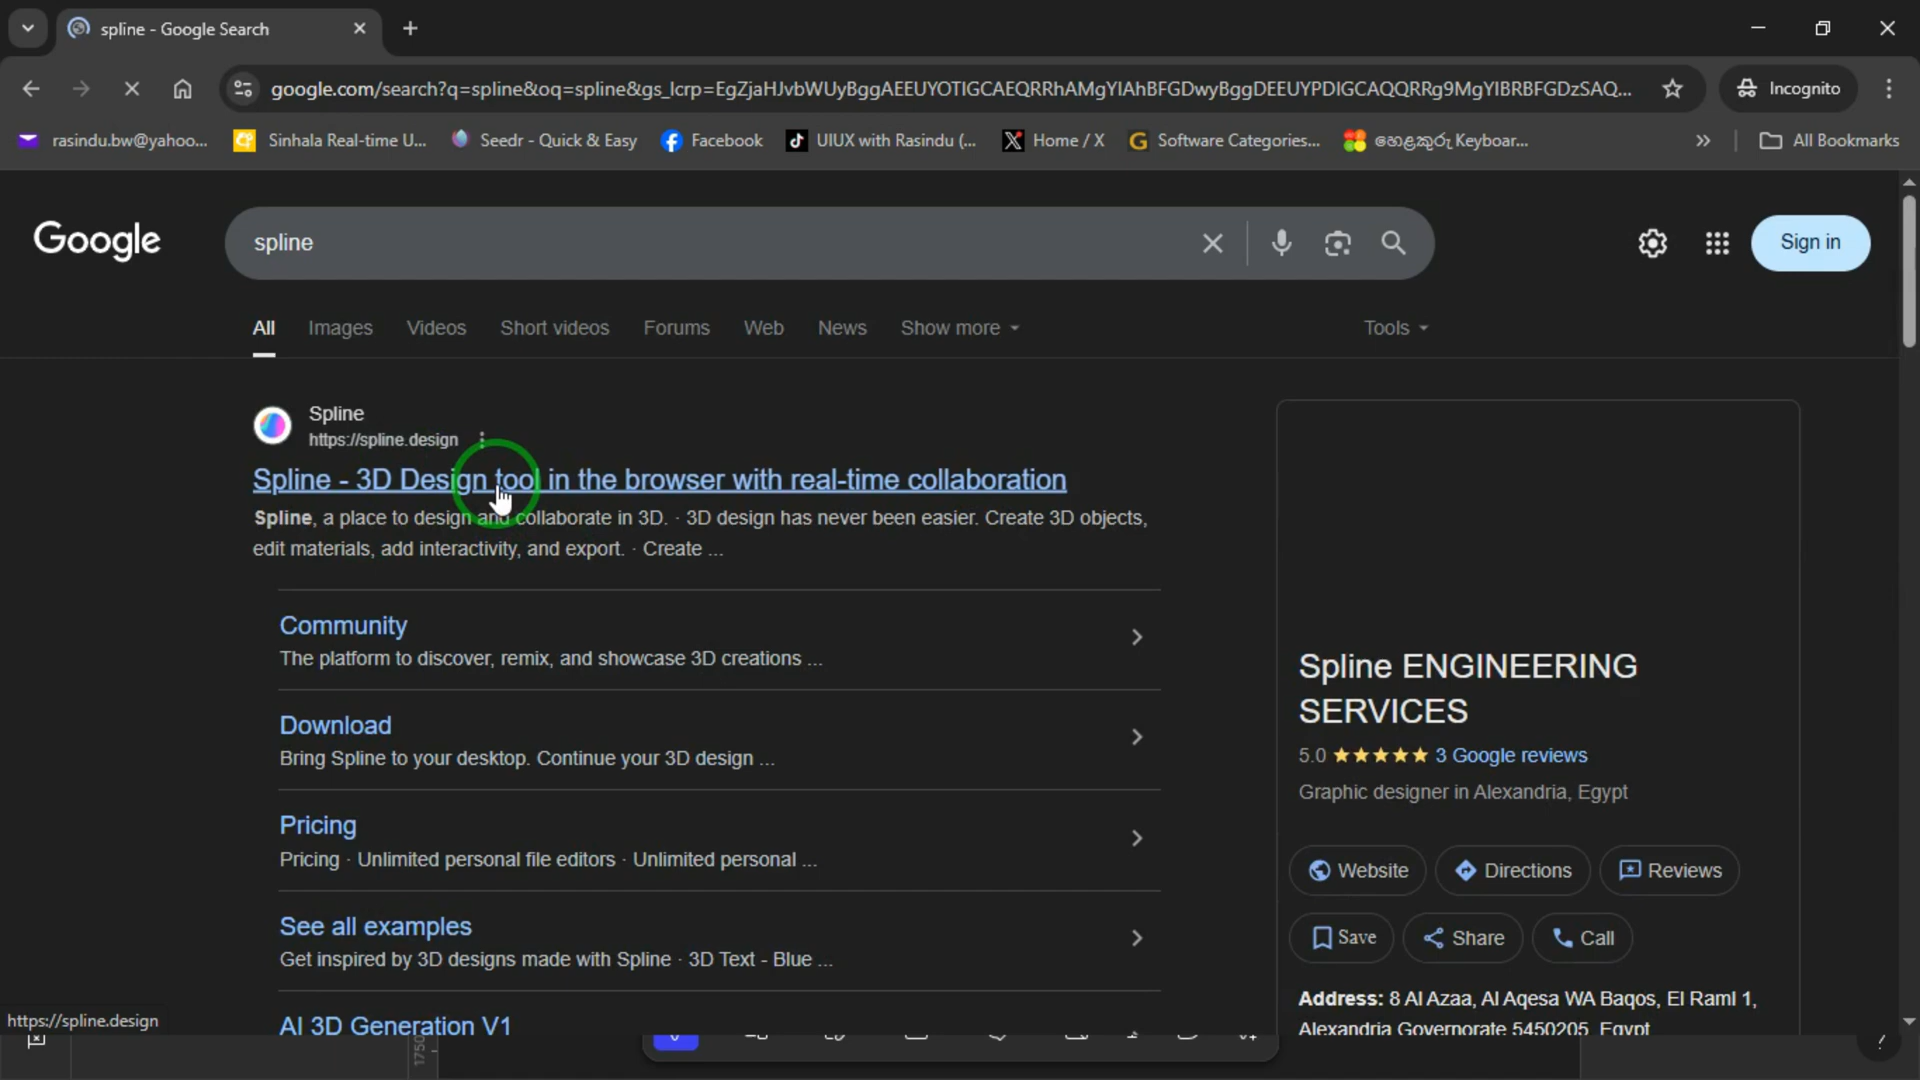 spline - Google Search
google.com/search?q=spline&oq=spline&gs_lcrp=EgZjaHJvbWUyBggAEEUYOTIGCAEQRRhAMgYIAhBFGDwyBggDEEUYPDIGCAQQRRg9MgYIBRBFGDzSAQ...
Incognito
rasindu.bw@yahoo...
Sinhala Real-time U...
Seedr - Quick & Easy
Facebook
UIUX with Rasindu (...
Home / X
Software Categories...
හෙළකුරු Keyboar...
All Bookmarks
Google
spline
Sign in
All
Images
Videos
Short videos
Forums
Web
News
Show more
Tools
Spline
https://spline.design
Spline - 3D Design tool in the browser with real-time collaboration
Spline, a place to design and collaborate in 3D. · 3D design has never been easier. Create 3D objects,
edit materials, add interactivity, and export. · Create ...
Community
The platform to discover, remix, and showcase 3D creations ...
Download
Bring Spline to your desktop. Continue your 3D design ...
Pricing
Pricing · Unlimited personal file editors · Unlimited personal ...
See all examples
Get inspired by 3D designs made with Spline · 3D Text - Blue ...
AI 3D Generation V1
Spline ENGINEERING
SERVICES
5.0 ★★★★★ 3 Google reviews
Graphic designer in Alexandria, Egypt
Website
Directions
Reviews
Save
Share
Call
Address: 8 Al Azaa, Al Aqesa WA Baqos, El Raml 1,
Alexandria Governorate 5450205, Egypt
https://spline.design
1750